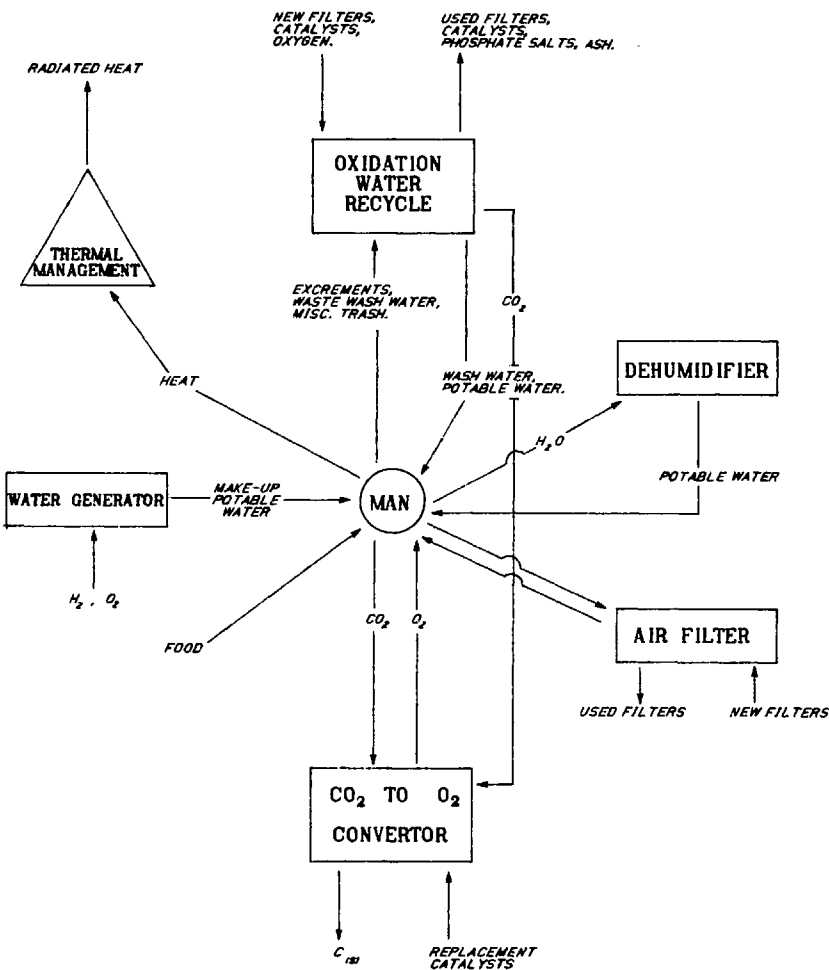 NEW FILTERS,
CATALYSTS,
OXYGEN.
USED FILTERS,
CATALYSTS,
PHOSPHATE SALTS, ASH.
RADIATED HEAT
OXIDATION
WATER
RECYCLE
THERMAL
MANAGEMENT
EXCREMENTS,
WASTE WASH WATER,
MISC. TRASH.
CO₂
HEAT
WASH WATER,
POTABLE WATER.
DEHUMIDIFIER
H₂O
POTABLE WATER
WATER GENERATOR
MAKE-UP
POTABLE
WATER
MAN
H₂, O₂
FOOD
CO₂
O₂
AIR FILTER
USED FILTERS
NEW FILTERS
CO₂ TO O₂
CONVERTOR
C(S)
REPLACEMENT
CATALYSTS